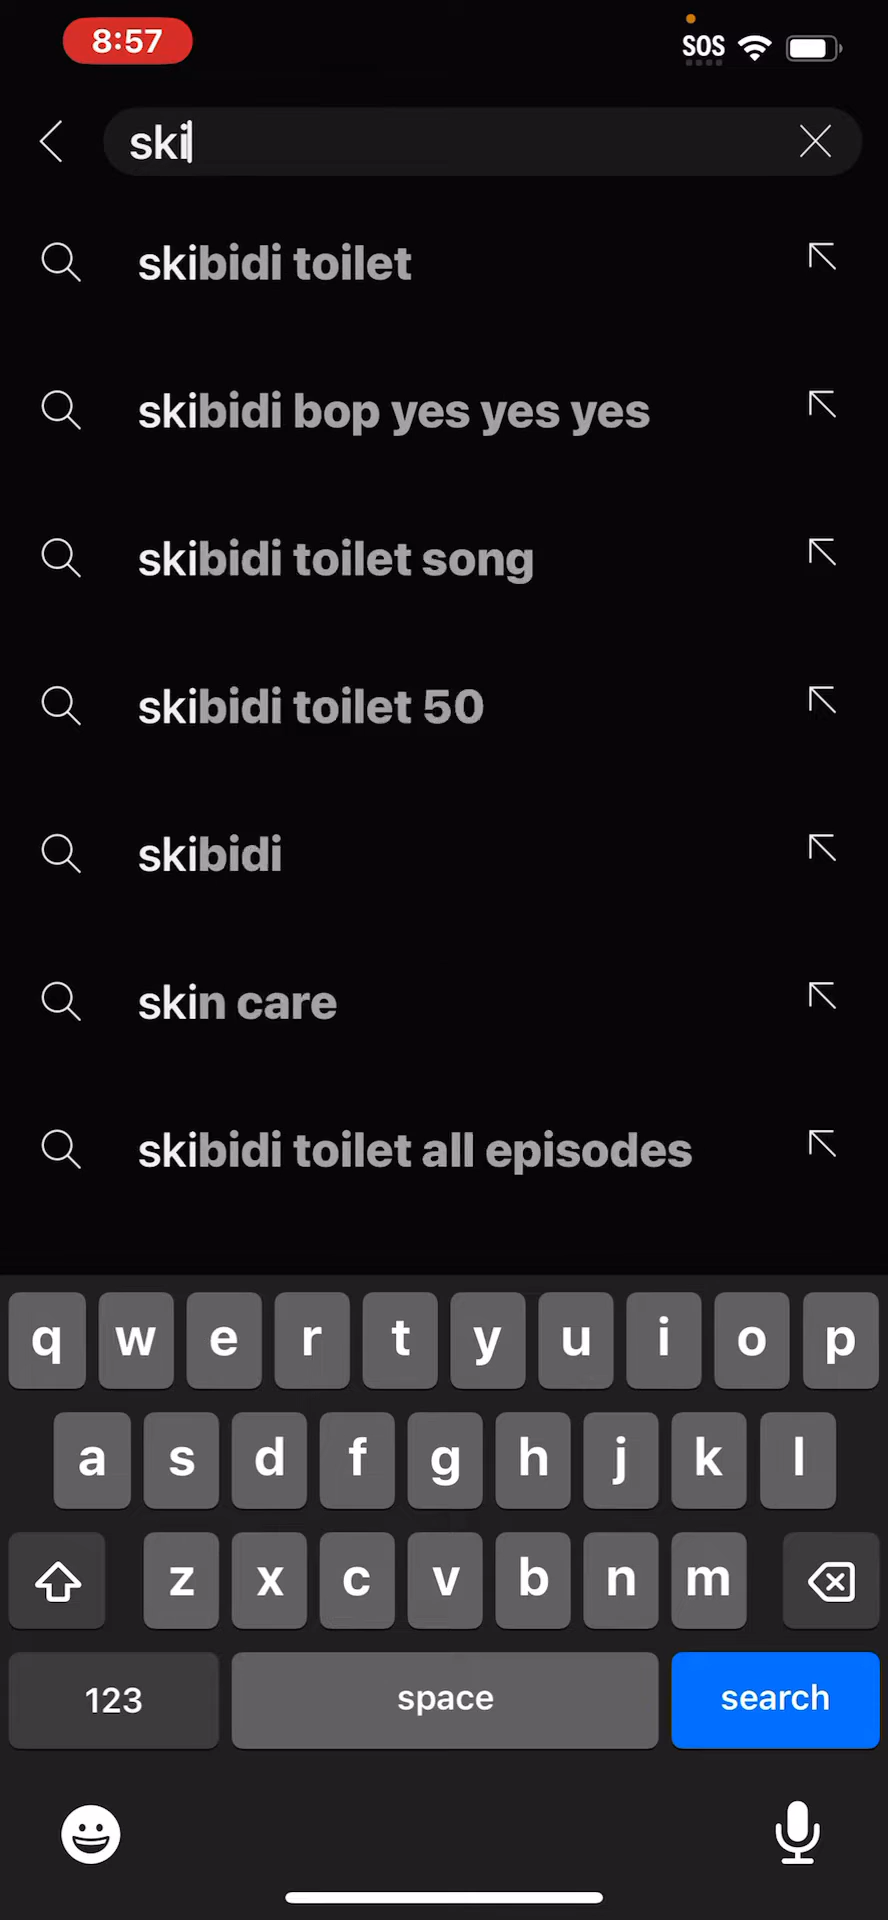 8:57
SOS
ski
skibidi toilet
skibidi bop yes yes yes
skibidi toilet song
skibidi toilet 50
skibidi
skin care
skibidi toilet all episodes
q w e r t y u i o p
a s d f g h j k l
z x c v b n m
123 space search